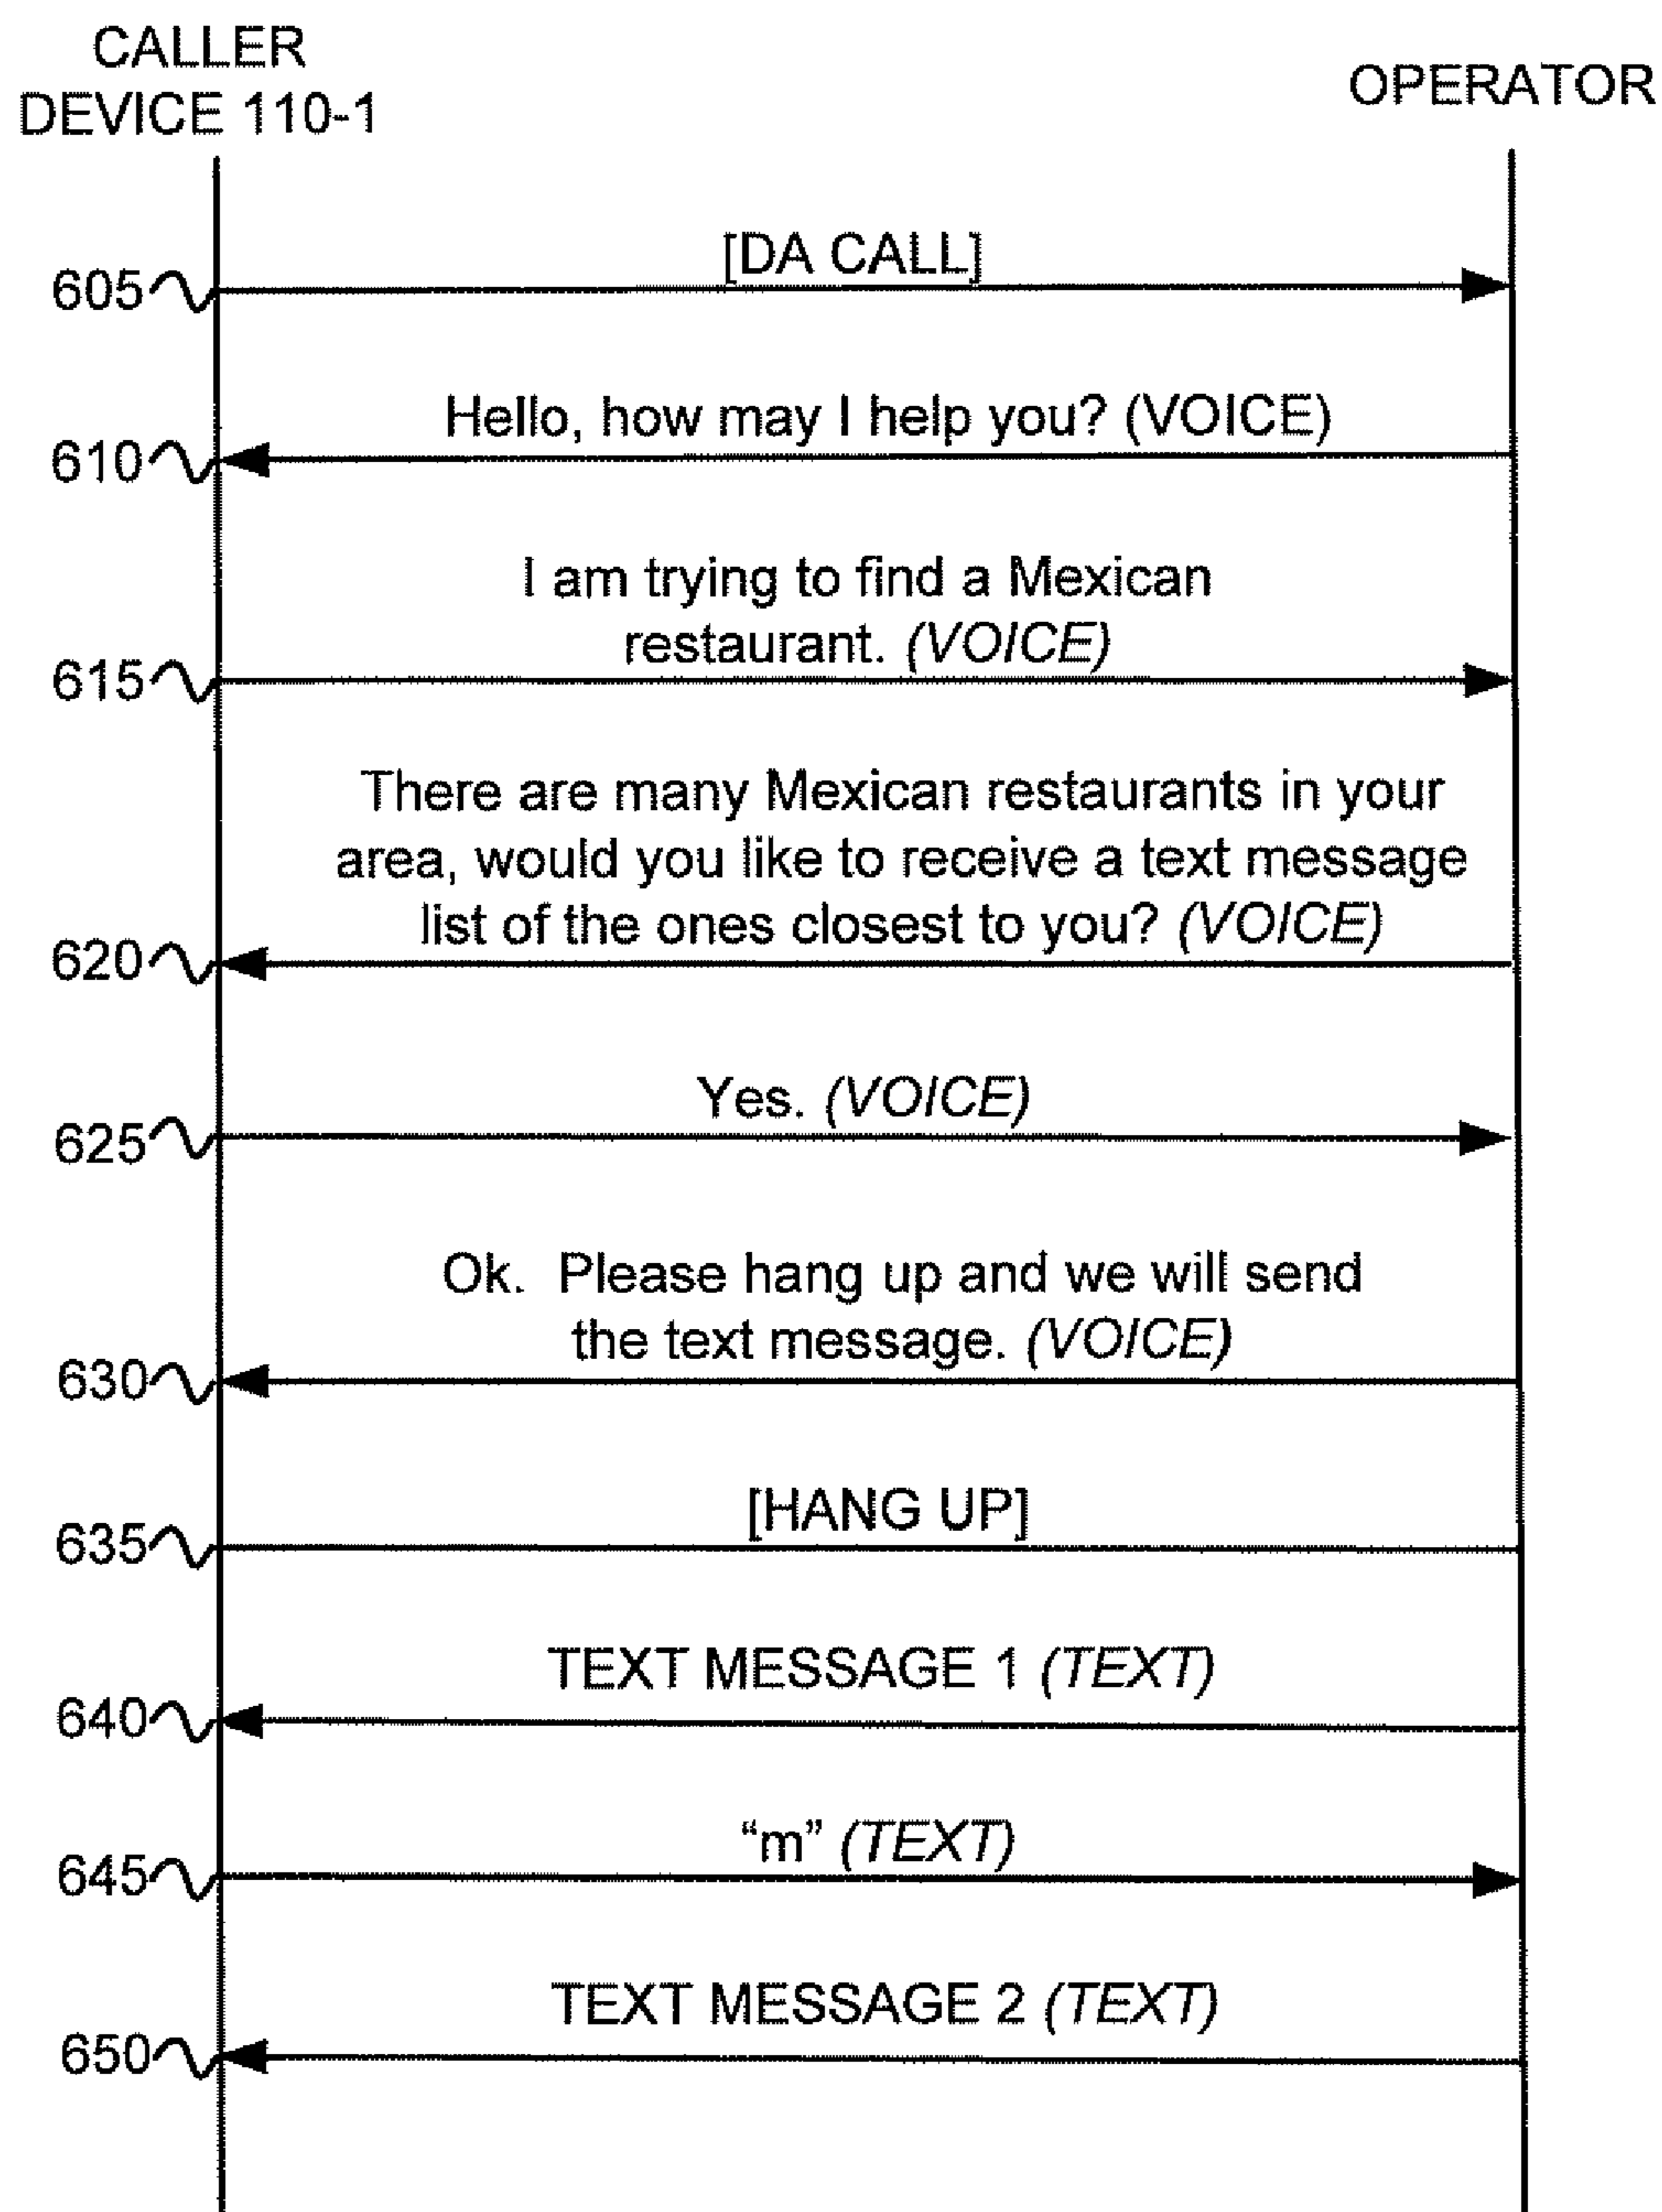 CALLER
DEVICE 110-1
OPERATOR
[DA CALL]
605
Hello, how may I help you? (VOICE)
610
I am trying to find a Mexican
restaurant. (VOICE)
615
There are many Mexican restaurants in your
area, would you like to receive a text message
list of the ones closest to you? (VOICE)
620
Yes. (VOICE)
625
Ok. Please hang up and we will send
the text message. (VOICE)
630
[HANG UP]
635
TEXT MESSAGE 1 (TEXT)
640
“m” (TEXT)
645
TEXT MESSAGE 2 (TEXT)
650